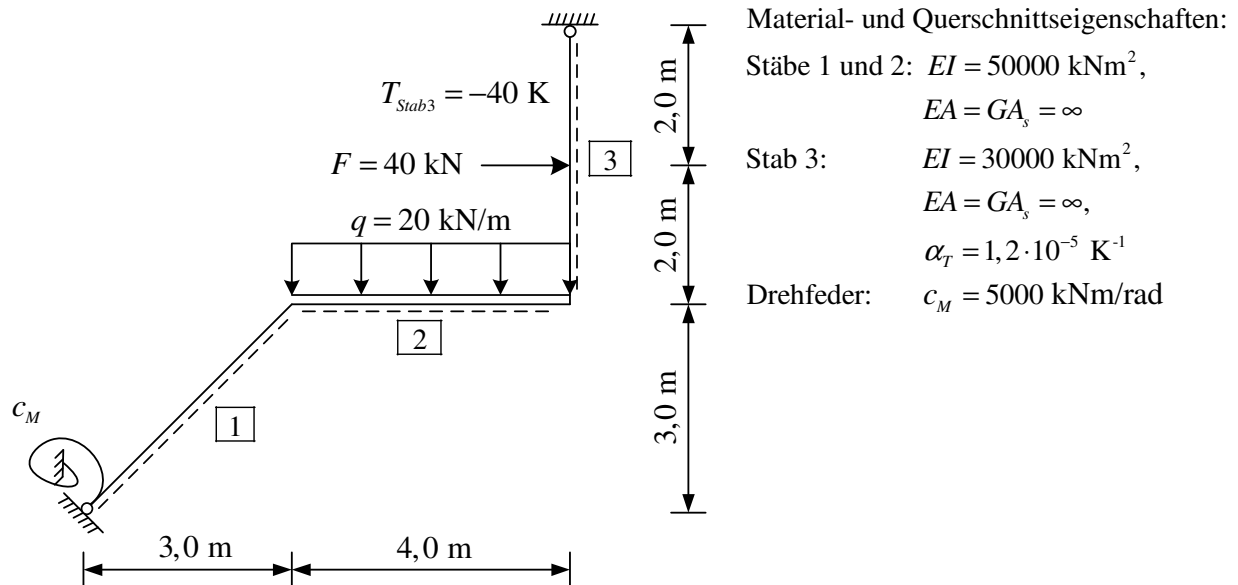 Material- und Querschnittseigenschaften:
Stäbe 1 und 2: EI = 50000 kNm²,
EA = GAₛ = ∞
Stab 3: EI = 30000 kNm²,
EA = GAₛ = ∞,
α_T = 1,2·10⁻⁵ K⁻¹
Drehfeder: c_M = 5000 kNm/rad
T_Stab3 = −40 K
2,0 m
F = 40 kN
3
q = 20 kN/m
2,0 m
2
c_M
1
3,0 m
3,0 m
4,0 m